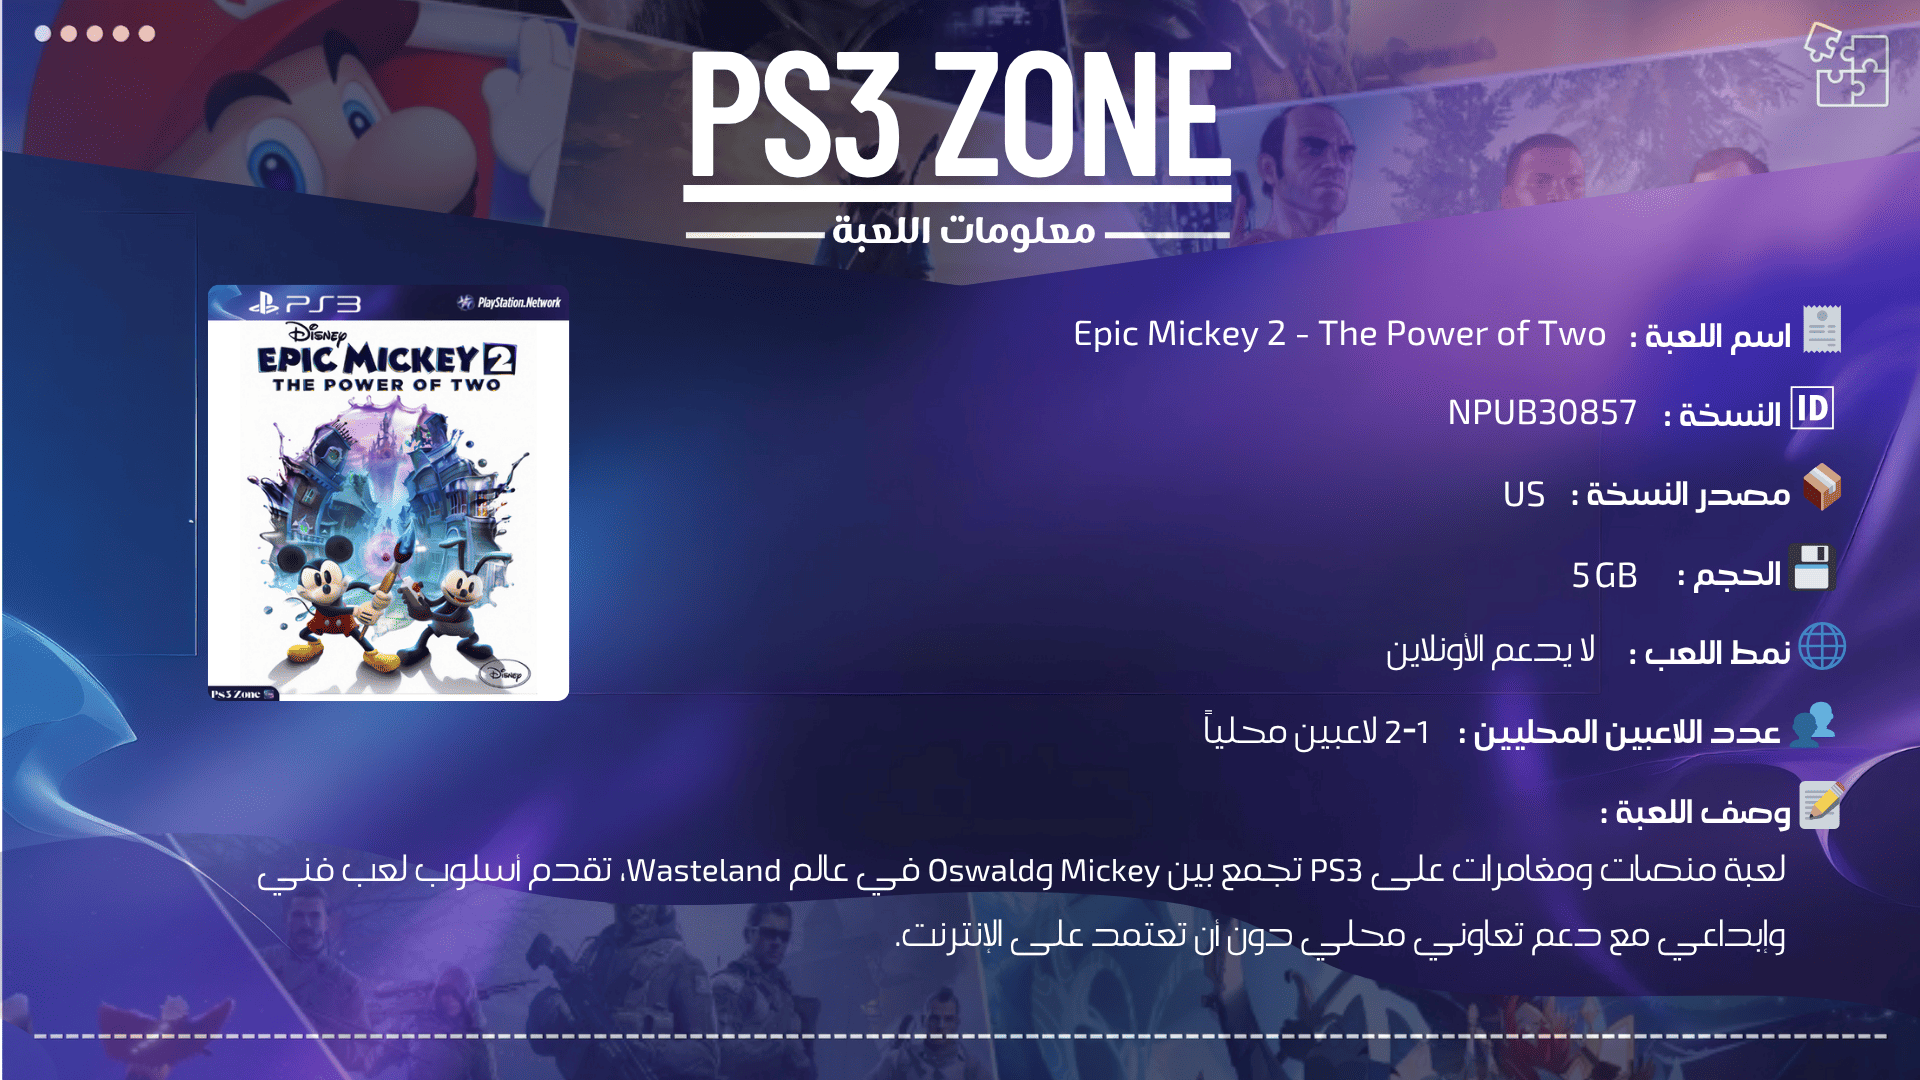 PS3 ZONE
معلومات اللعبة
PS3 PlayStation.Network
Disney
EPIC MICKEY 2
THE POWER OF TWO
Disney
Ps3 Zone
اسم اللعبة : Epic Mickey 2 - The Power of Two
ID النسخة : NPUB30857
مصدر النسخة : US
الحجم : 5 GB
نمط اللعب : لا يدعم الأونلاين
عدد اللاعبين المحليين : 1-2 لاعبين محلياً
وصف اللعبة :
لعبة منصات ومغامرات على PS3 تجمع بين Mickey وOswald في عالم Wasteland، تقدم أسلوب لعب فني
وإبداعي مع دعم تعاوني محلي دون أن تعتمد على الإنترنت.